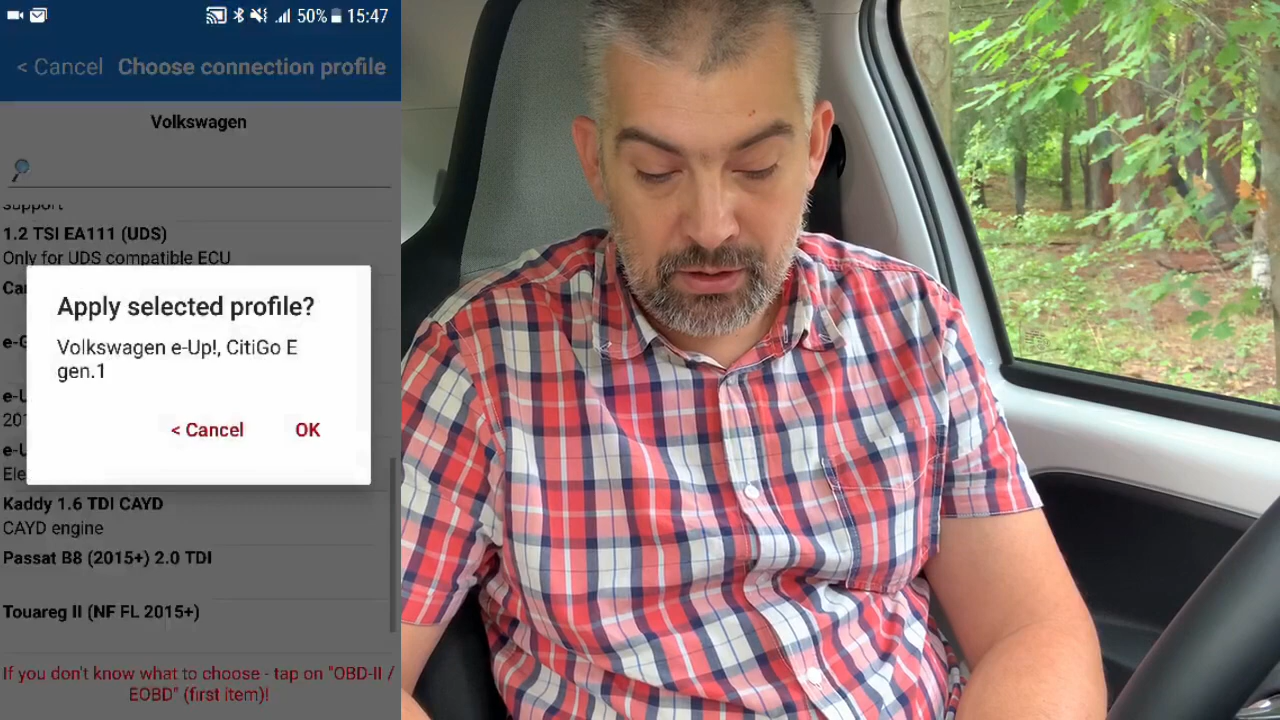 50% 15:47
< Cancel Choose connection profile
Volkswagen
support
1.2 TSI EA111 (UDS)
Only for UDS compatible ECU
Apply selected profile?
Volkswagen e-Up!, CitiGo E
gen.1
< Cancel OK
Kaddy 1.6 TDI CAYD
CAYD engine
Passat B8 (2015+) 2.0 TDI
Touareg II (NF FL 2015+)
If you don't know what to choose - tap on "OBD-II /
EOBD" (first item)!